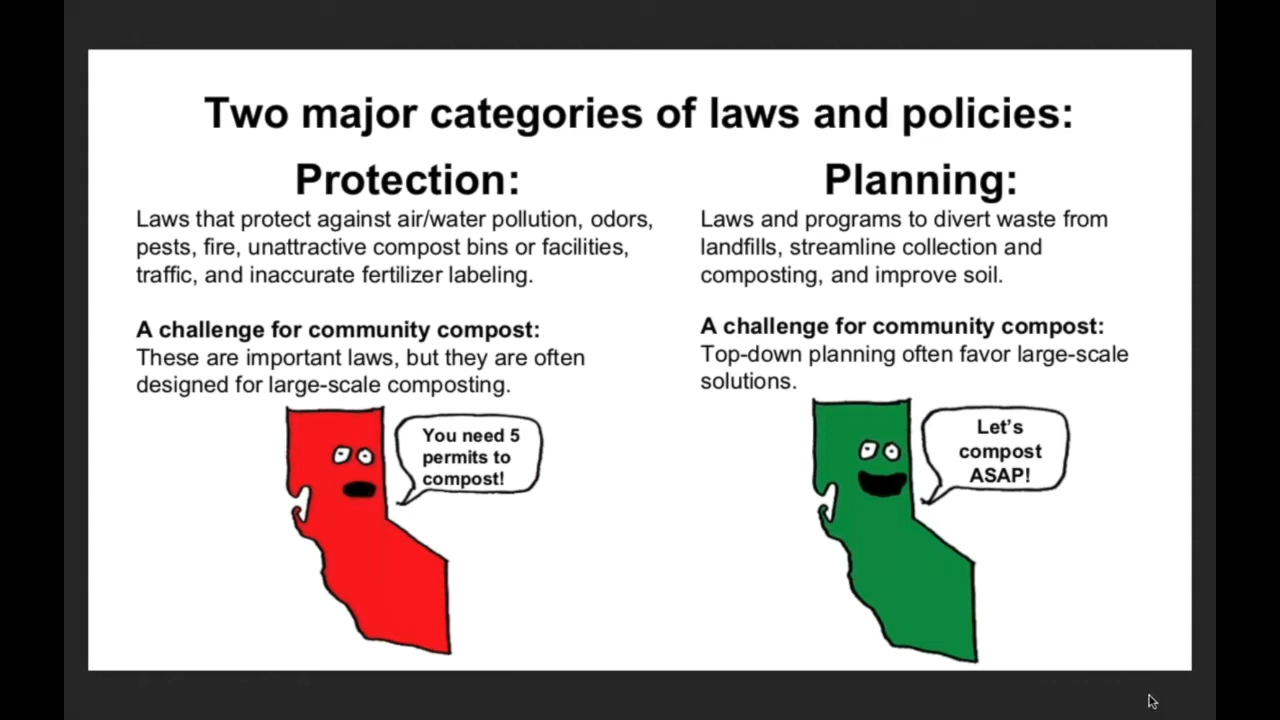 Two major categories of laws and policies:
Protection:
Laws that protect against air/water pollution, odors,
pests, fire, unattractive compost bins or facilities,
traffic, and inaccurate fertilizer labeling.
A challenge for community compost:
These are important laws, but they are often
designed for large-scale composting.
You need 5
permits to
compost!
Planning:
Laws and programs to divert waste from
landfills, streamline collection and
composting, and improve soil.
A challenge for community compost:
Top-down planning often favor large-scale
solutions.
Let's
compost
ASAP!